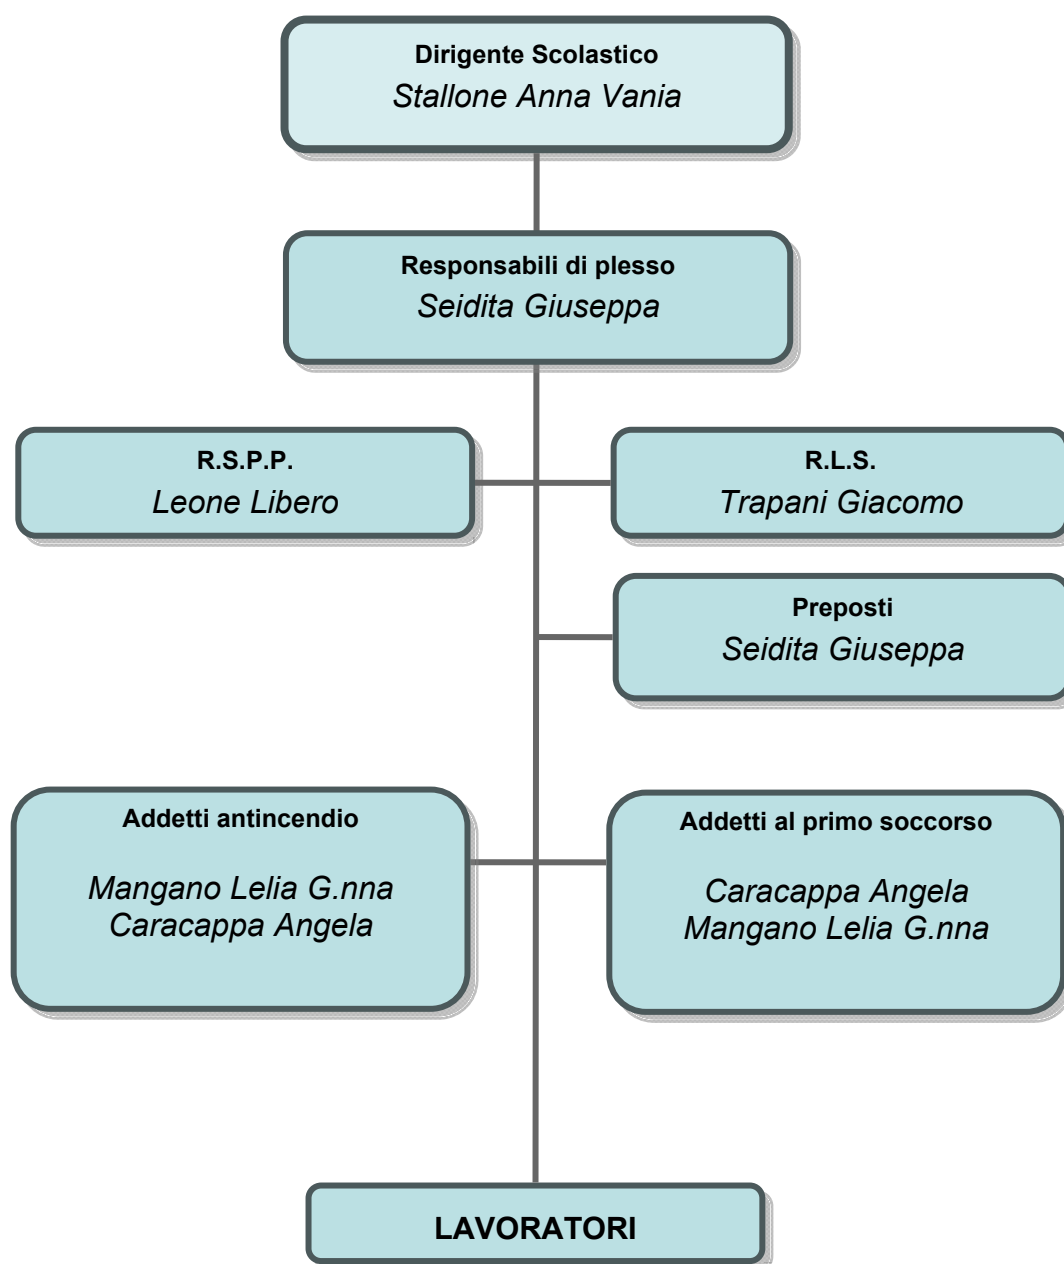 Dirigente Scolastico
Stallone Anna Vania
Responsabili di plesso
Seidita Giuseppa
R.S.P.P.
Leone Libero
R.L.S.
Trapani Giacomo
Preposti
Seidita Giuseppa
Addetti antincendio
Mangano Lelia G.nna
Caracappa Angela
Addetti al primo soccorso
Caracappa Angela
Mangano Lelia G.nna
LAVORATORI